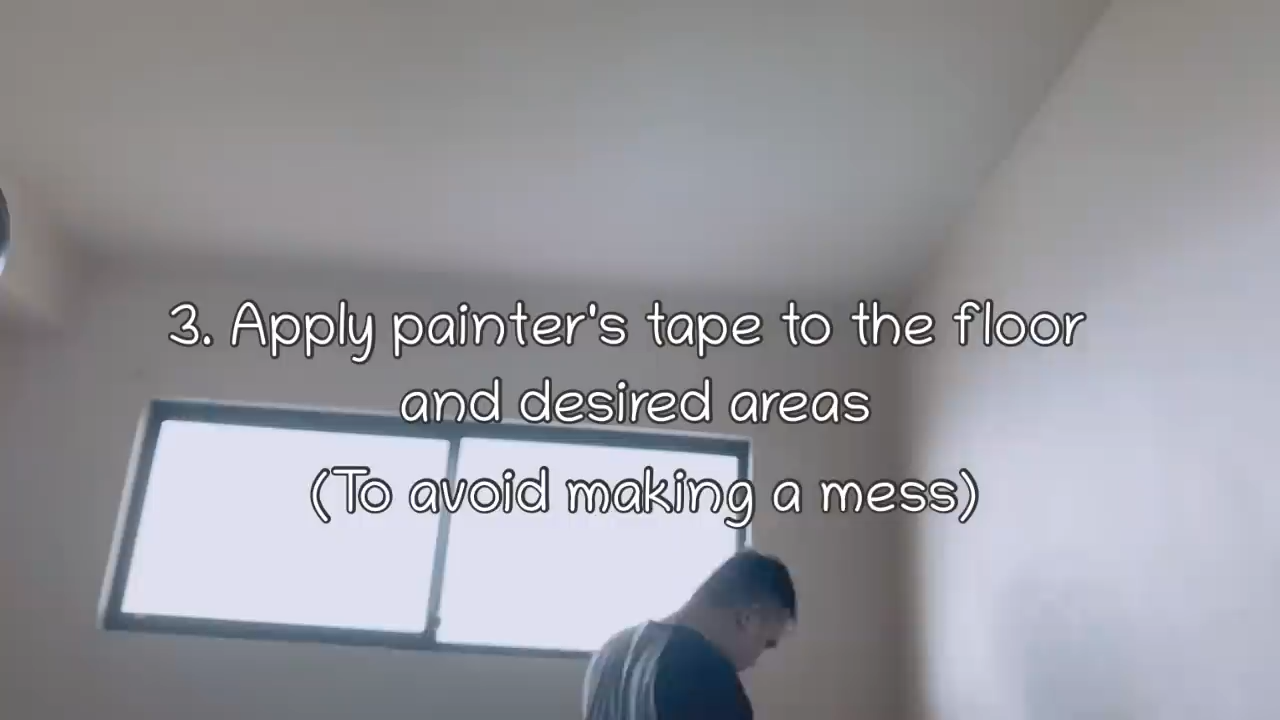 3. Apply painter's tape to the floor
and desired areas
(To avoid making a mess)